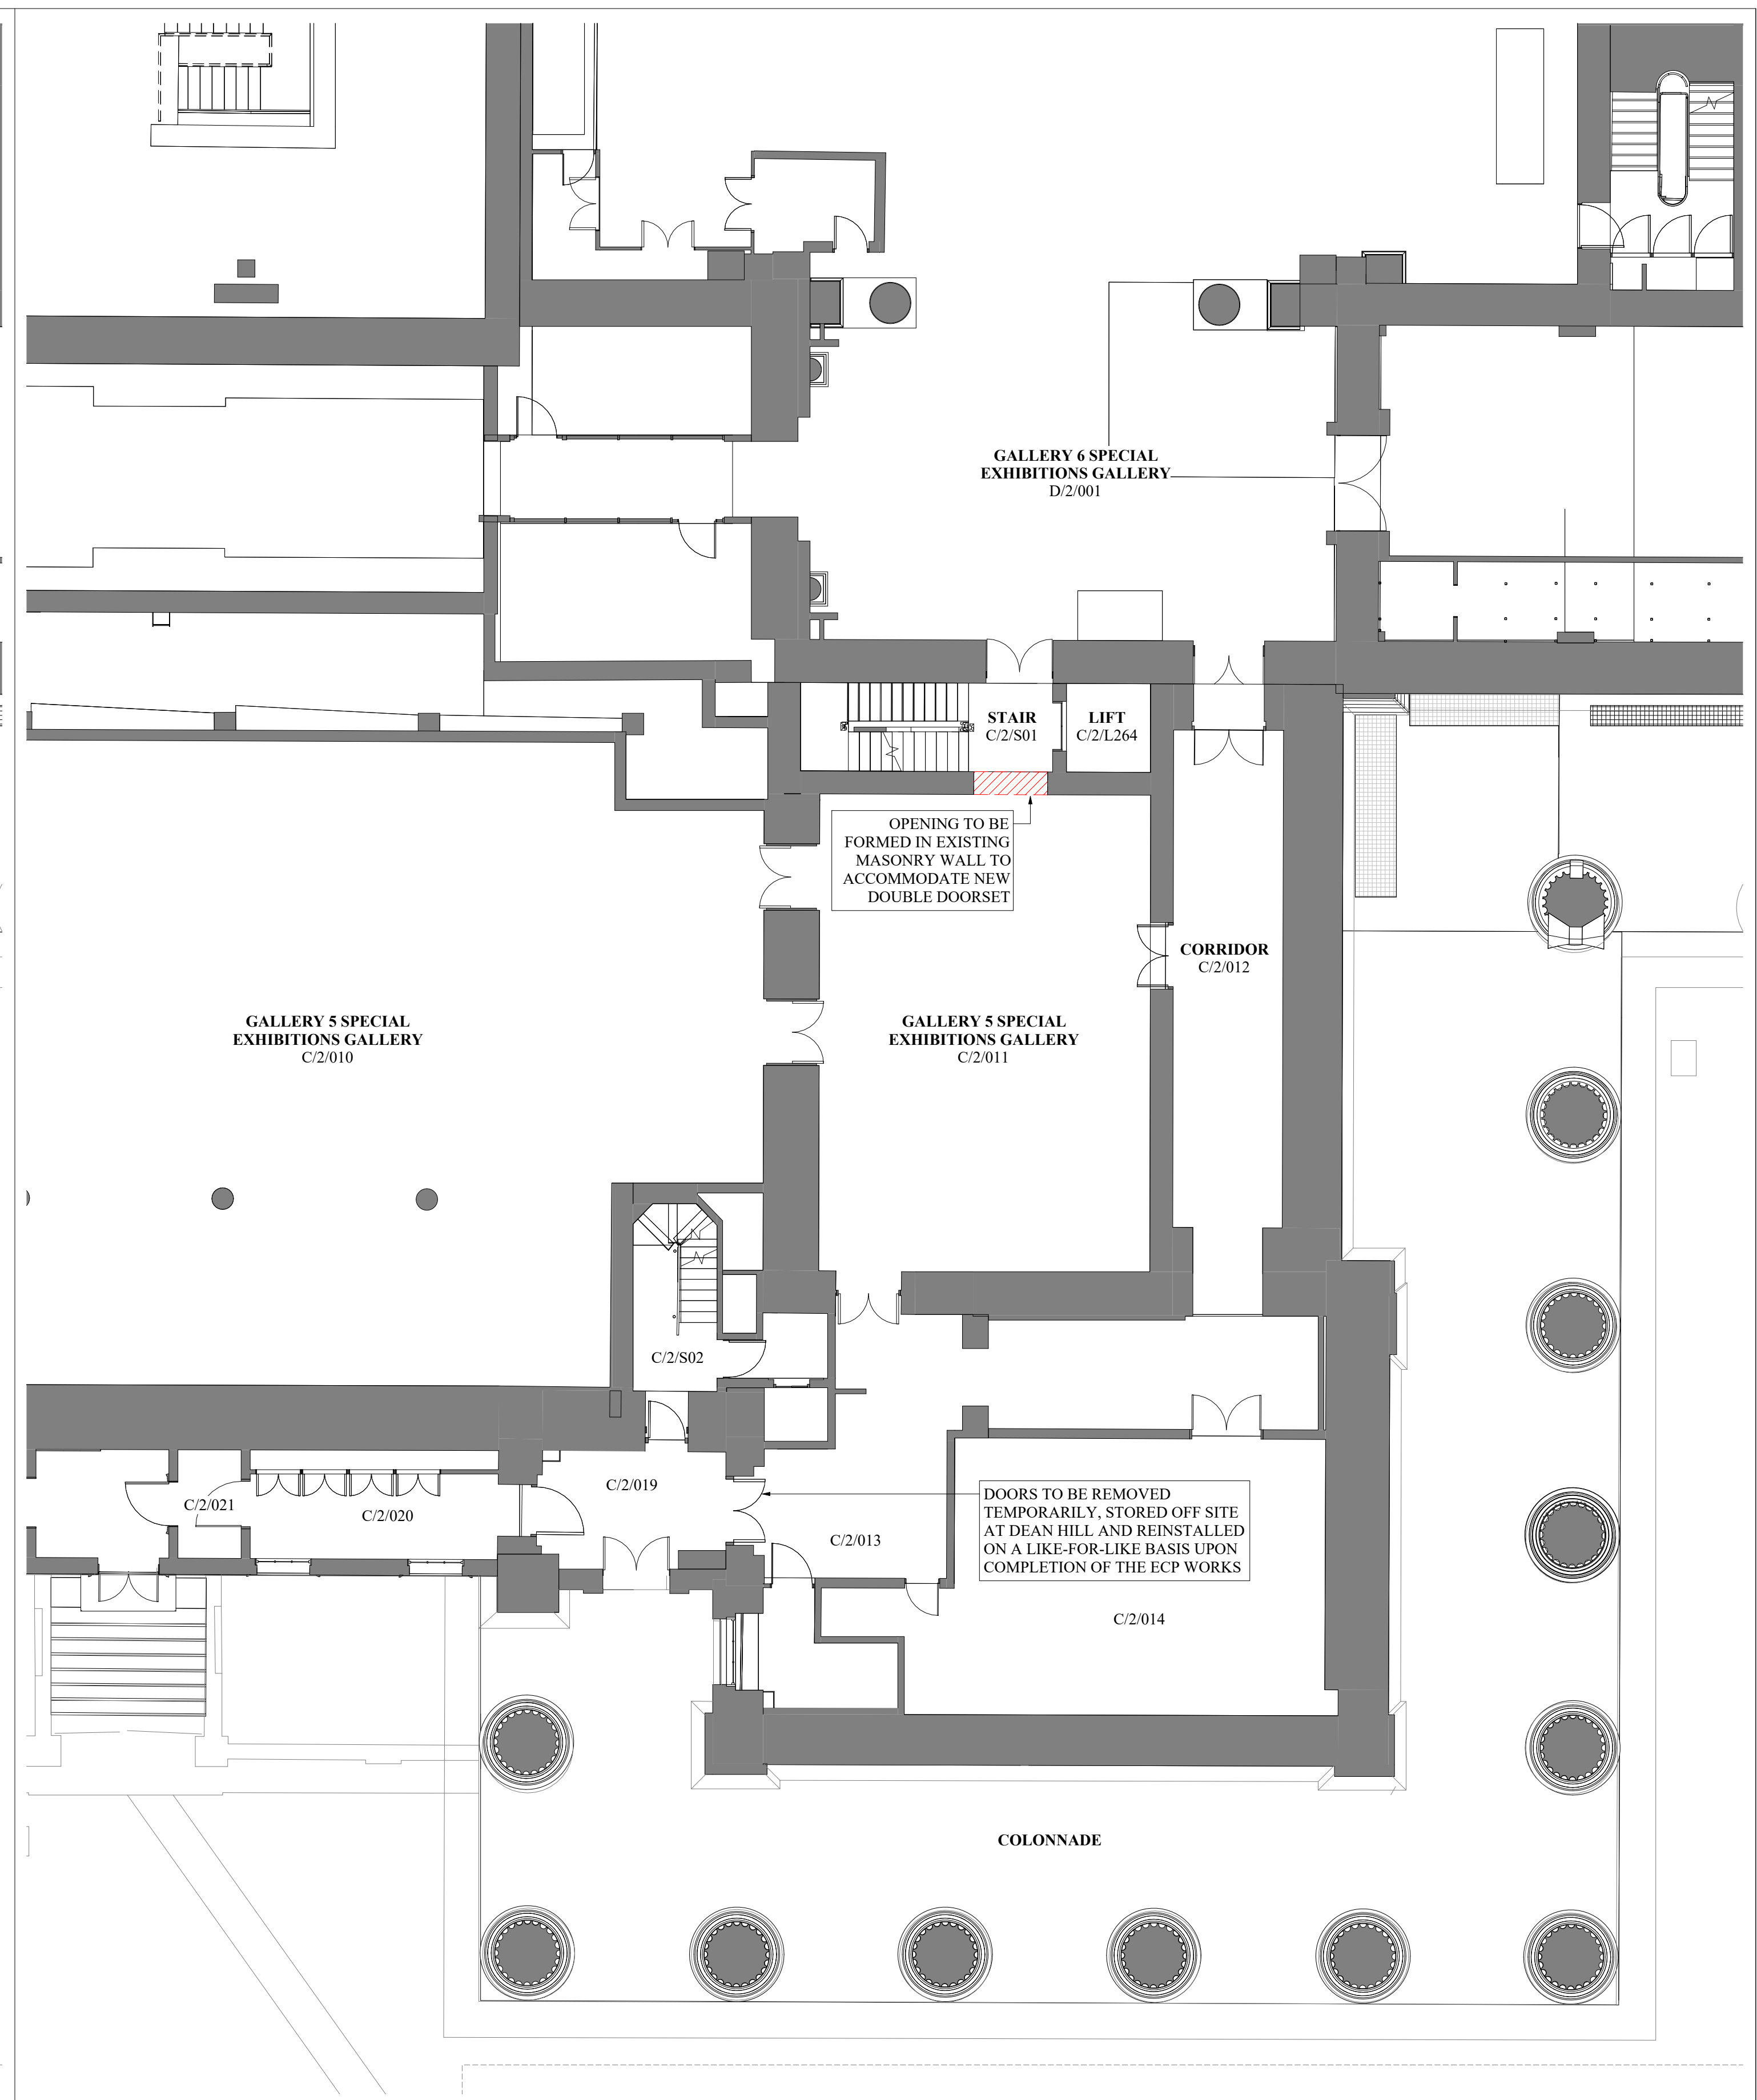 GALLERY 6 SPECIAL
EXHIBITIONS GALLERY
D/2/001
STAIR
C/2/S01
LIFT
C/2/L264
OPENING TO BE
FORMED IN EXISTING
MASONRY WALL TO
ACCOMMODATE NEW
DOUBLE DOORSET
CORRIDOR
C/2/012
GALLERY 5 SPECIAL
EXHIBITIONS GALLERY
C/2/010
GALLERY 5 SPECIAL
EXHIBITIONS GALLERY
C/2/011
C/2/S02
C/2/019
C/2/021
C/2/020
C/2/013
DOORS TO BE REMOVED
TEMPORARILY, STORED OFF SITE
AT DEAN HILL AND REINSTALLED
ON A LIKE-FOR-LIKE BASIS UPON
COMPLETION OF THE ECP WORKS
C/2/014
COLONNADE